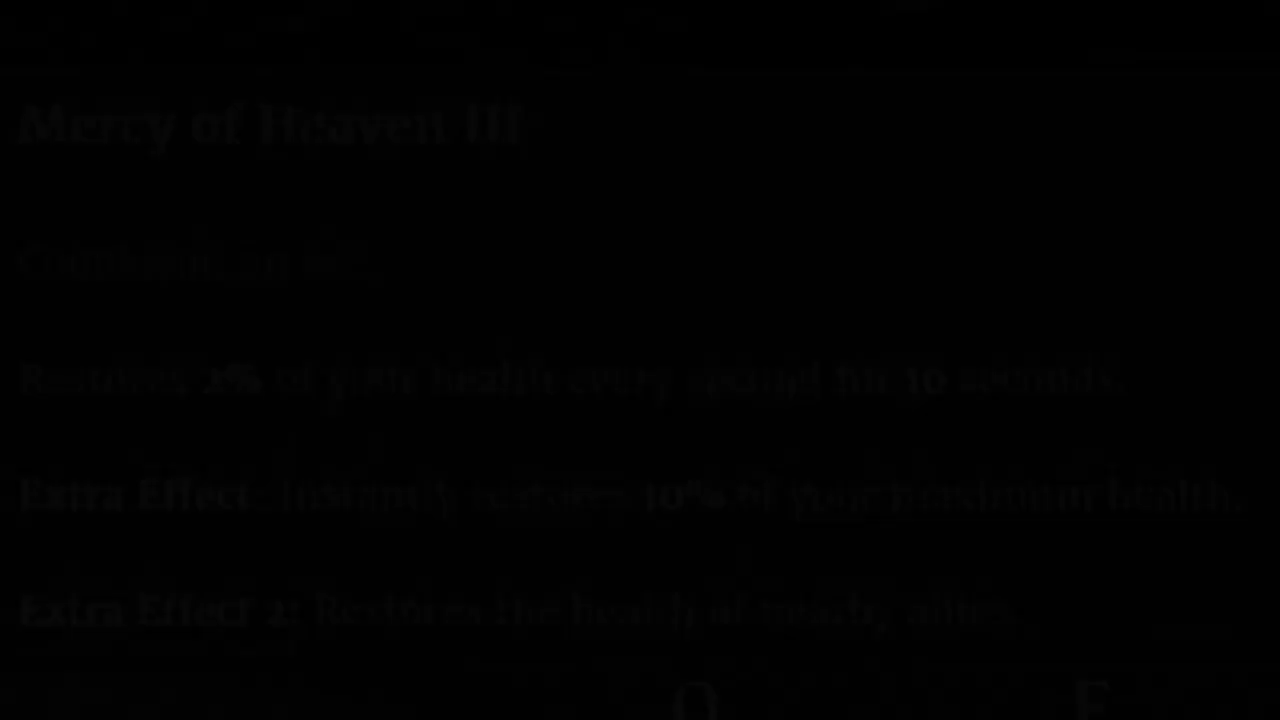 Mercy of Heaven III
Restores 2% of your health every second for 10 seconds.
Extra Effect: Instantly restores 10% of your maximum health.
Extra Effect 2: Restores the health of nearby allies.
Q E